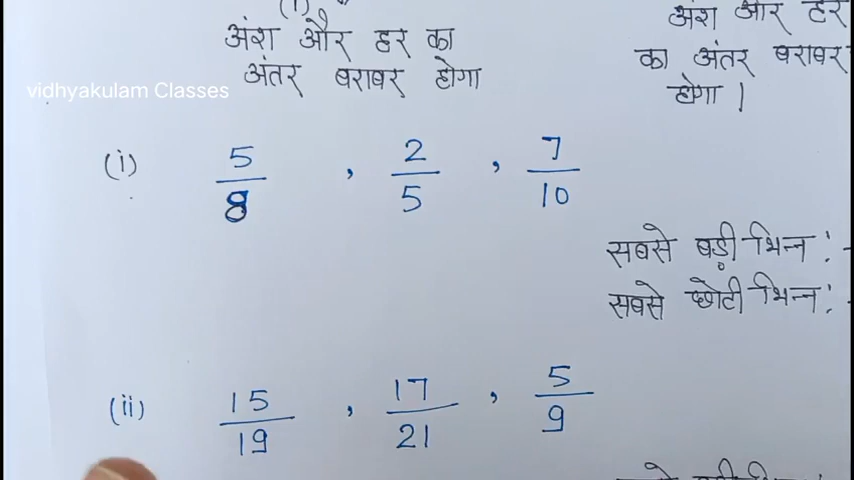 (1)
अंश और हर का
अंतर बराबर होगा
अंश और हर
का अंतर बराबर
होगा ।
vidhyakulam Classes
(i) 5/8 , 2/5 , 7/10
सबसे बड़ी भिन्न :-
सबसे छोटी भिन्न :-
(ii) 15/19 , 17/21 , 5/9